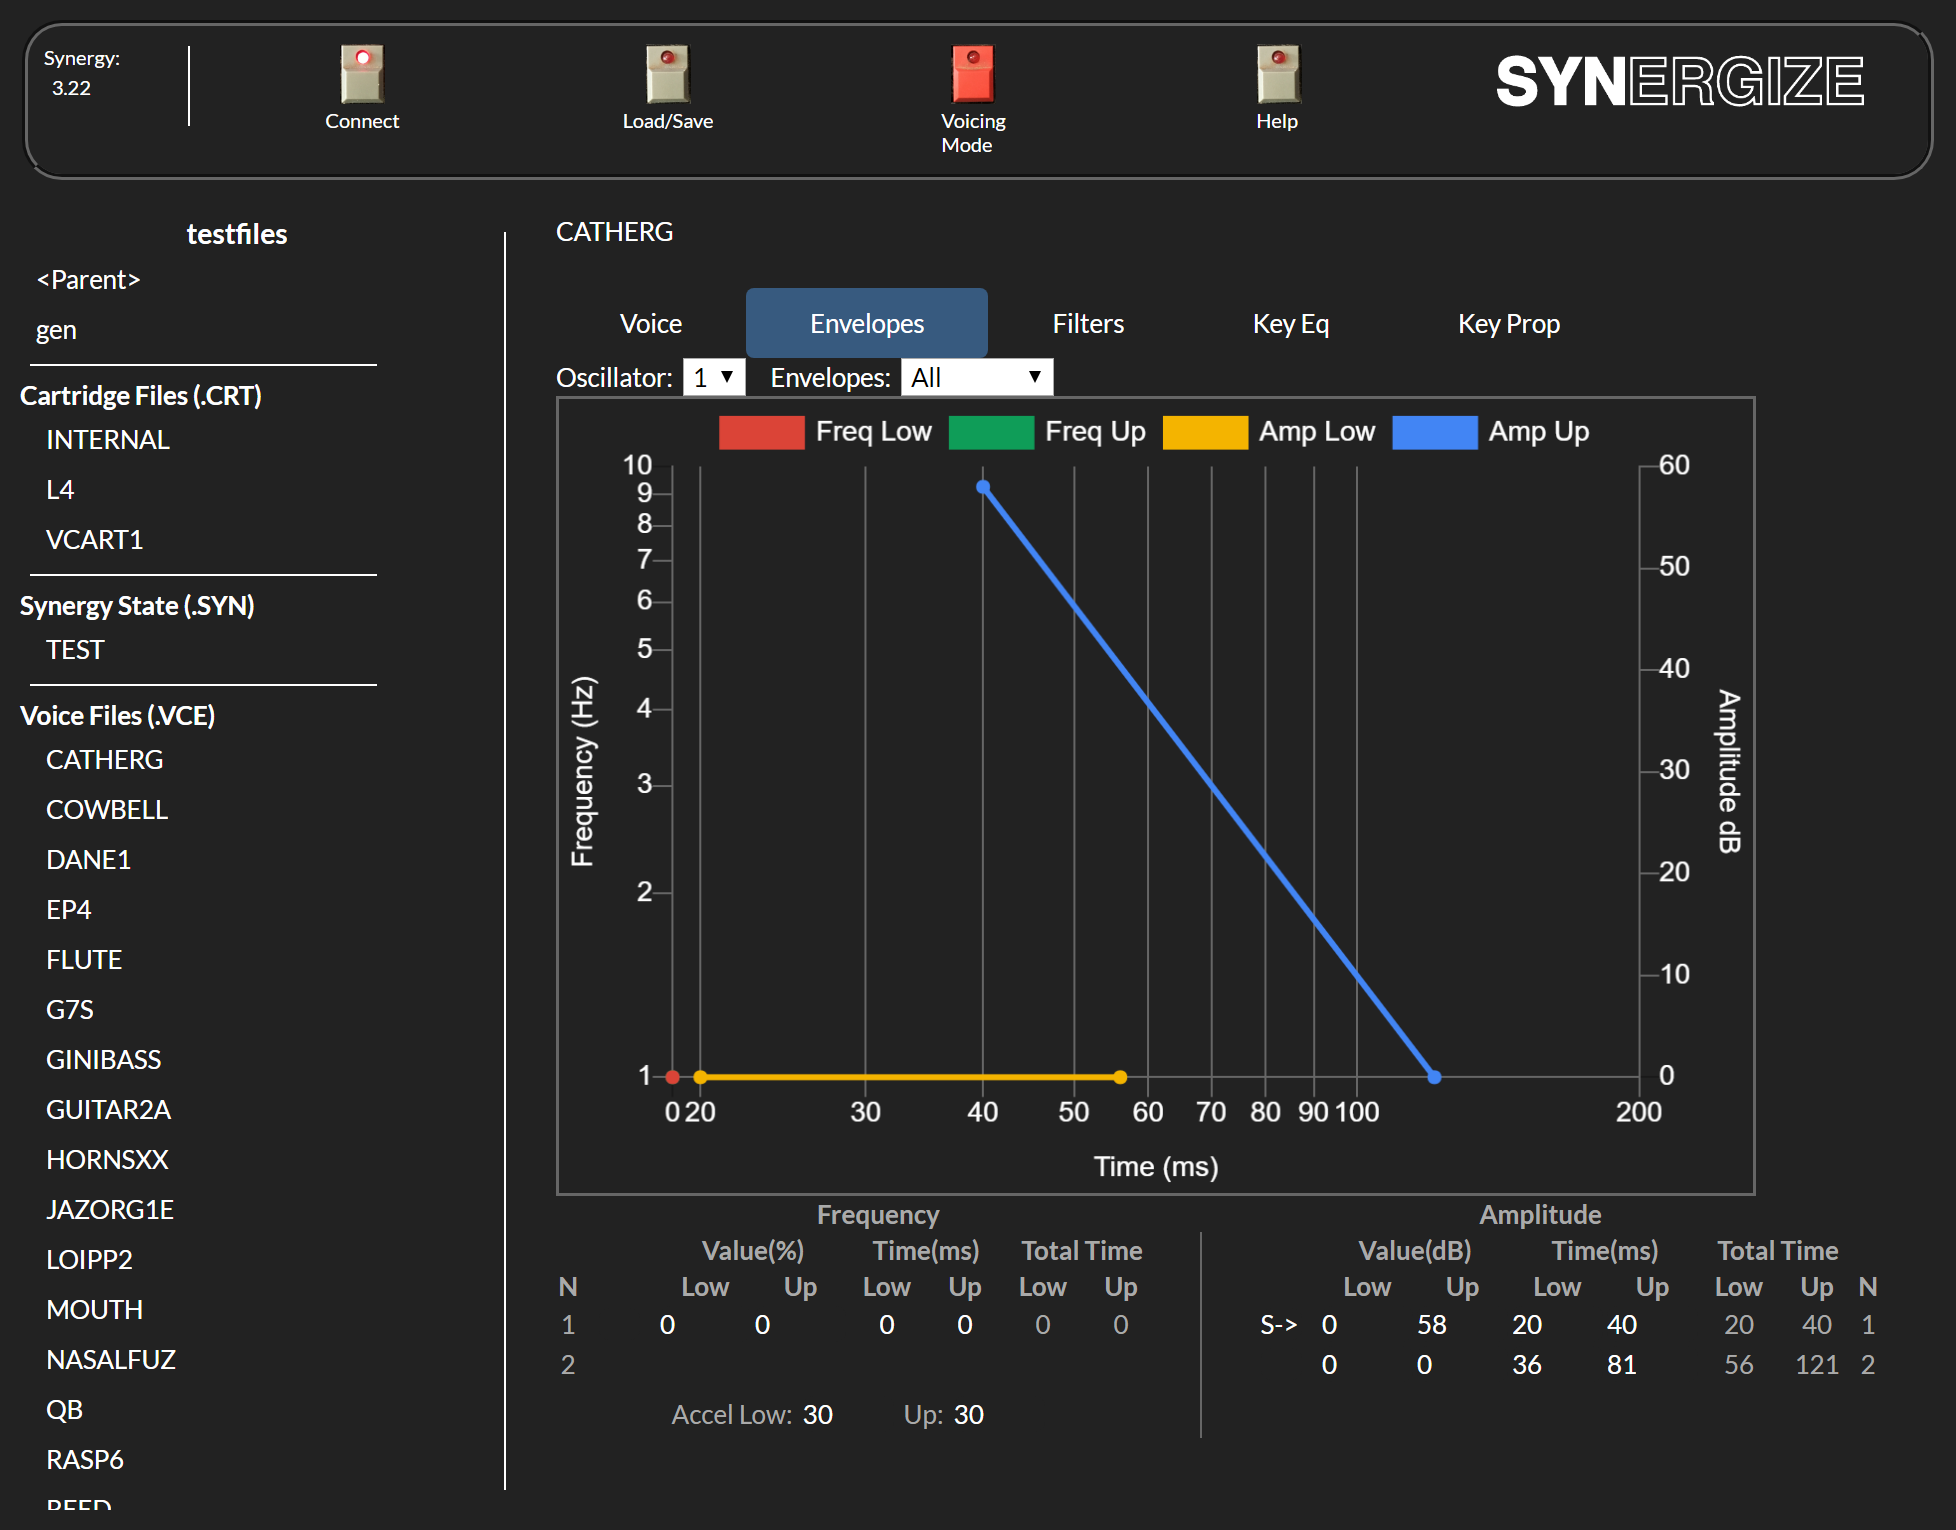 Synergy:
3.22
Connect
Load/Save
Voicing
Mode
Help
SYNERGIZE
testfiles
<Parent>
gen
Cartridge Files (.CRT)
INTERNAL
L4
VCART1
Synergy State (.SYN)
TEST
Voice Files (.VCE)
CATHERG
COWBELL
DANE1
EP4
FLUTE
G7S
GINIBASS
GUITAR2A
HORNSXX
JAZORG1E
LOIPP2
MOUTH
NASALFUZ
QB
RASP6
CATHERG
Voice Envelopes Filters Key Eq Key Prop
Oscillator: 1 Envelopes: All
Freq Low Freq Up Amp Low Amp Up
10
9
8
7
6
5
4
3
2
1
Frequency (Hz)
60
50
40
30
20
10
0
Amplitude dB
0 20 30 40 50 60 70 80 90 100 200
Time (ms)
Frequency Amplitude
Value(%) Time(ms) Total Time Value(dB) Time(ms) Total Time
N Low Up Low Up Low Up Low Up Low Up Low Up N
1 0 0 0 0 0 0 S-> 0 58 20 40 20 40 1
2 0 0 36 81 56 121 2
Accel Low: 30 Up: 30